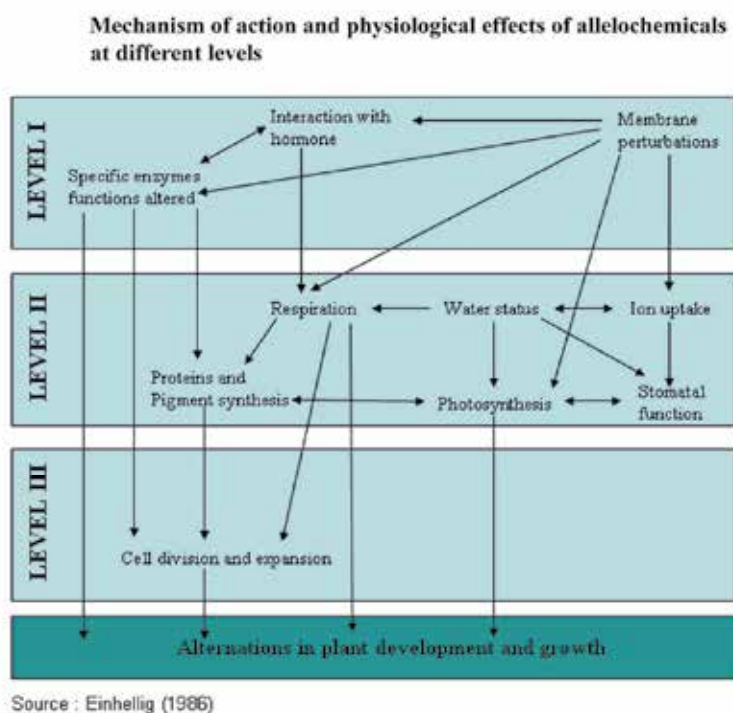 Mechanism of action and physiological effects of allelochemicals
at different levels
LEVEL I
Interaction with
hormone
Membrane
perturbations
Specific enzymes
functions altered
LEVEL II
Respiration
Water status
Ion uptake
Proteins and
Pigment synthesis
Photosynthesis
Stomatal
function
LEVEL III
Cell division and expansion
Alternations in plant development and growth
Source : Einhellig (1986)